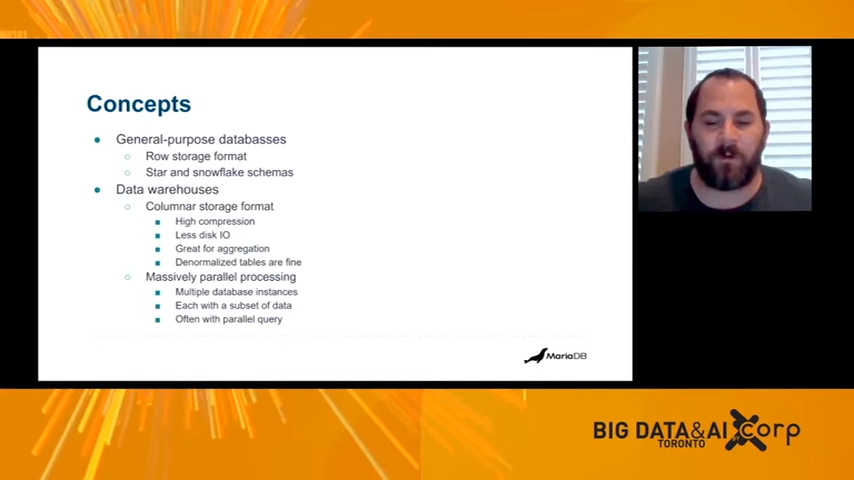 Concepts
General-purpose databasses
Row storage format
Star and snowflake schemas
Data warehouses
Columnar storage format
High compression
Less disk IO
Great for aggregation
Denormalized tables are fine
Massively parallel processing
Multiple database instances
Each with a subset of data
Often with parallel query
MariaDB
BIG DATA&AI
TORONTO
corp